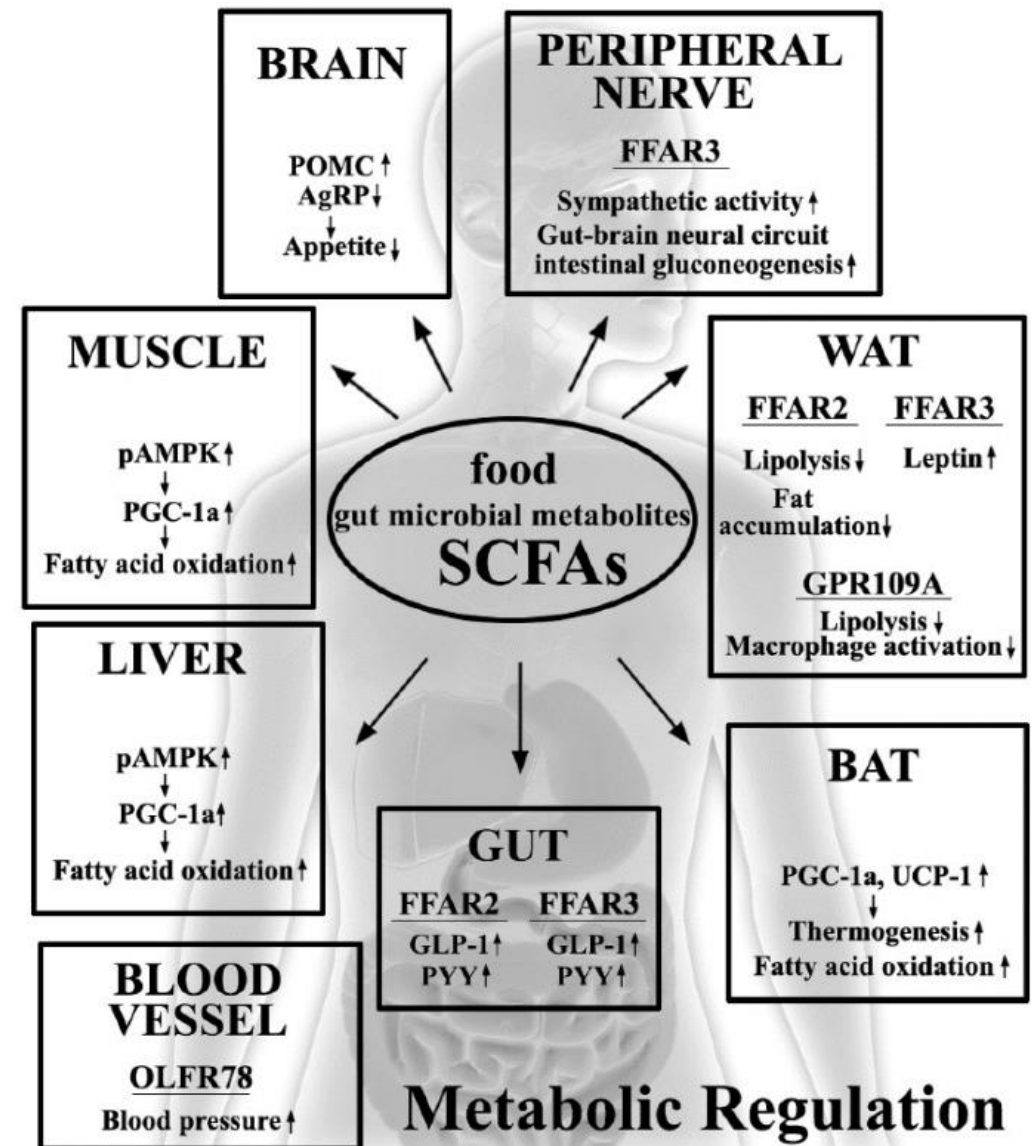 BRAIN
POMC↑
AgRP↓
↓
Appetite↓
PERIPHERAL
NERVE
FFAR3
Sympathetic activity↑
Gut-brain neural circuit
intestinal gluconeogenesis↑
MUSCLE
pAMPK↑
↓
PGC-1a↑
↓
Fatty acid oxidation↑
food
gut microbial metabolites
SCFAs
WAT
FFAR2 FFAR3
Lipolysis↓ Leptin↑
Fat
accumulation↓
GPR109A
Lipolysis↓
Macrophage activation↓
LIVER
pAMPK↑
↓
PGC-1a↑
↓
Fatty acid oxidation↑
GUT
FFAR2 FFAR3
GLP-1↑ GLP-1↑
PYY↑ PYY↑
BAT
PGC-1a, UCP-1↑
↓
Thermogenesis↑
Fatty acid oxidation↑
BLOOD
VESSEL
OLFR78
Blood pressure↑
Metabolic Regulation